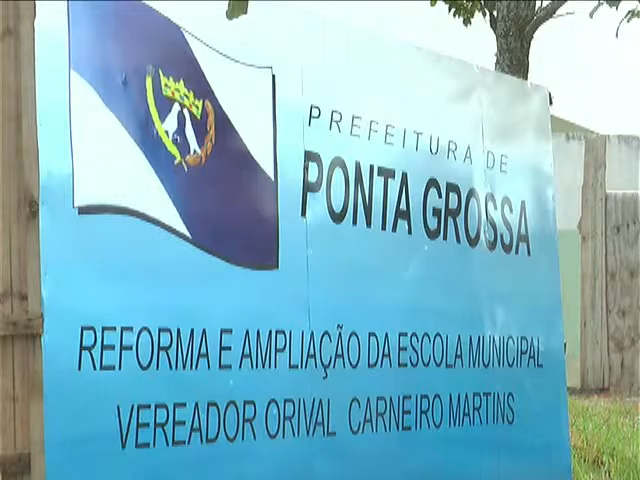 PREFEITURA DE
PONTA GROSSA
REFORMA E AMPLIAÇÃO DA ESCOLA MUNICIPAL
VEREADOR ORIVAL CARNEIRO MARTINS